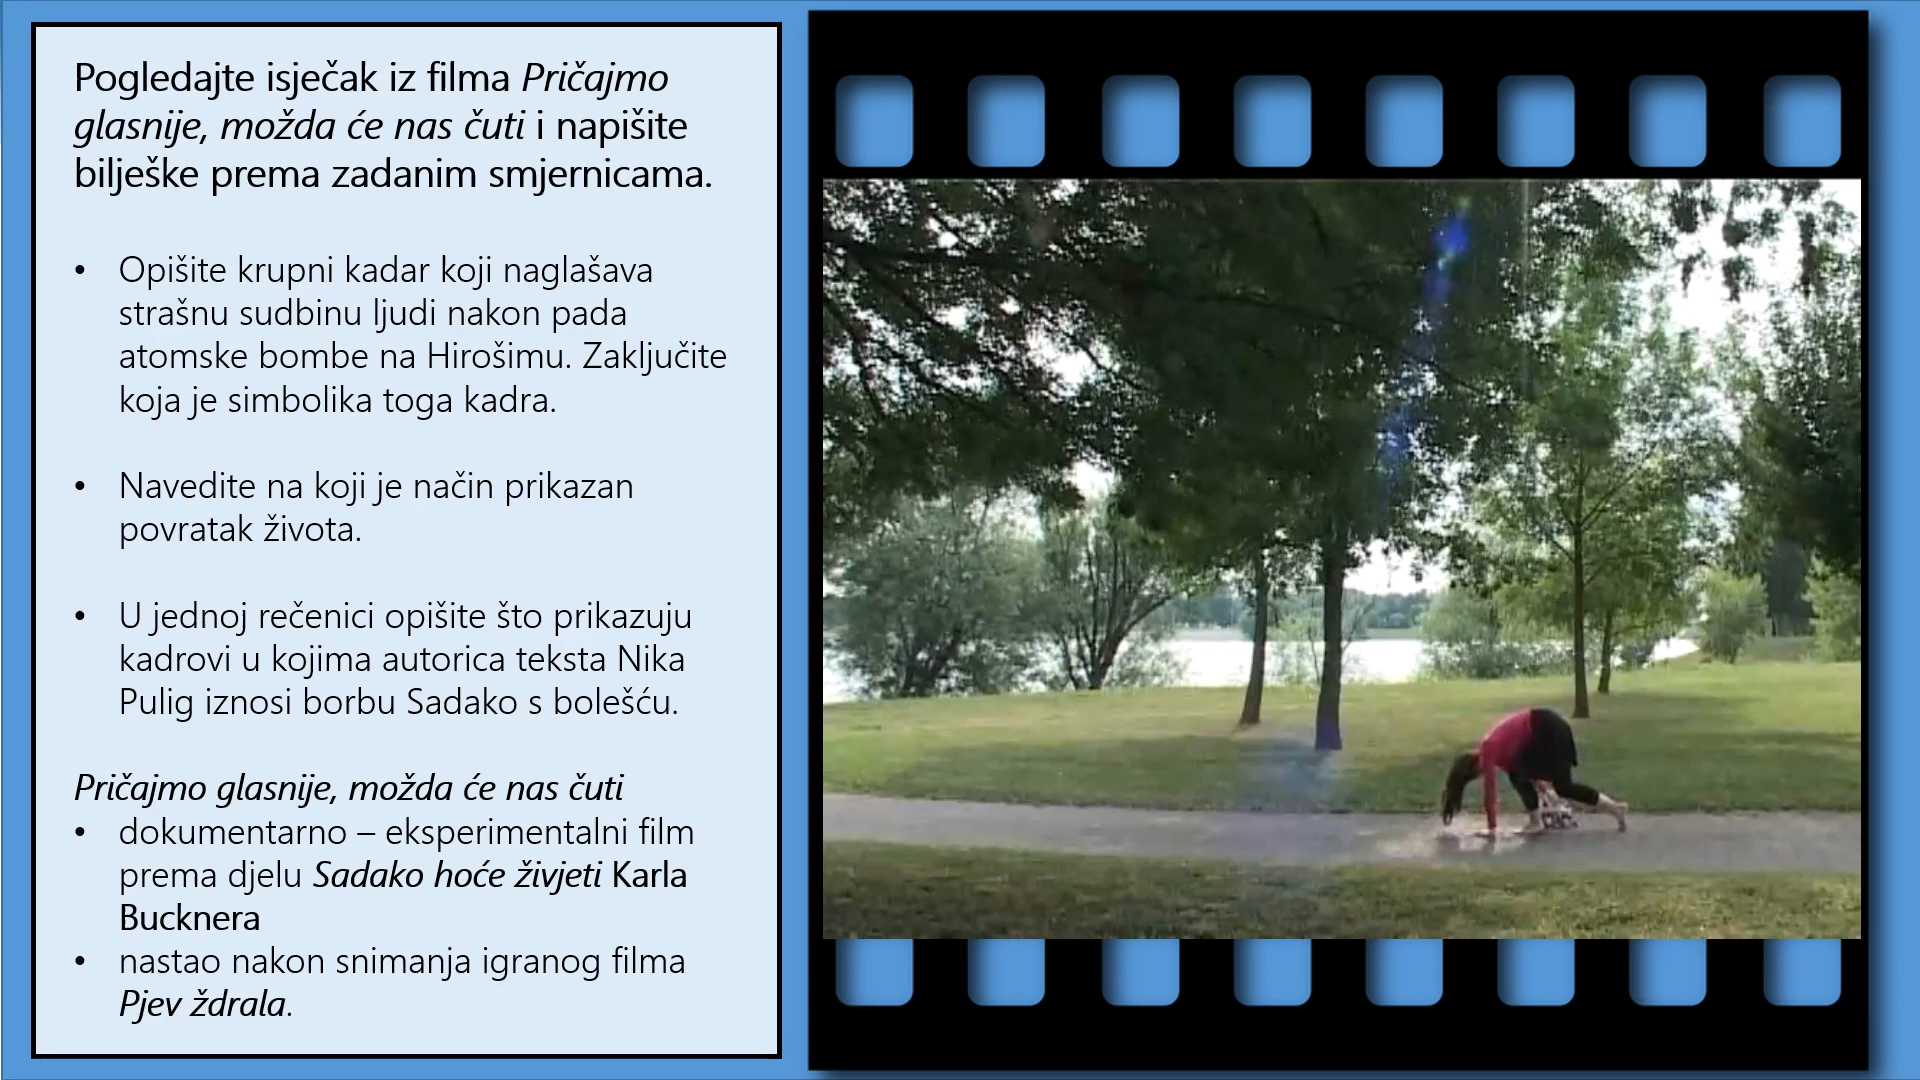 Pogledajte isječak iz filma Pričajmo
glasnije, možda će nas čuti i napišite
bilješke prema zadanim smjernicama.
• Opišite krupni kadar koji naglašava
strašnu sudbinu ljudi nakon pada
atomske bombe na Hirošimu. Zaključite
koja je simbolika toga kadra.
• Navedite na koji je način prikazan
povratak života.
• U jednoj rečenici opišite što prikazuju
kadrovi u kojima autorica teksta Nika
Pulig iznosi borbu Sadako s bolešću.
Pričajmo glasnije, možda će nas čuti
• dokumentarno – eksperimentalni film
prema djelu Sadako hoće živjeti Karla
Bucknera
• nastao nakon snimanja igranog filma
Pjev ždrala.